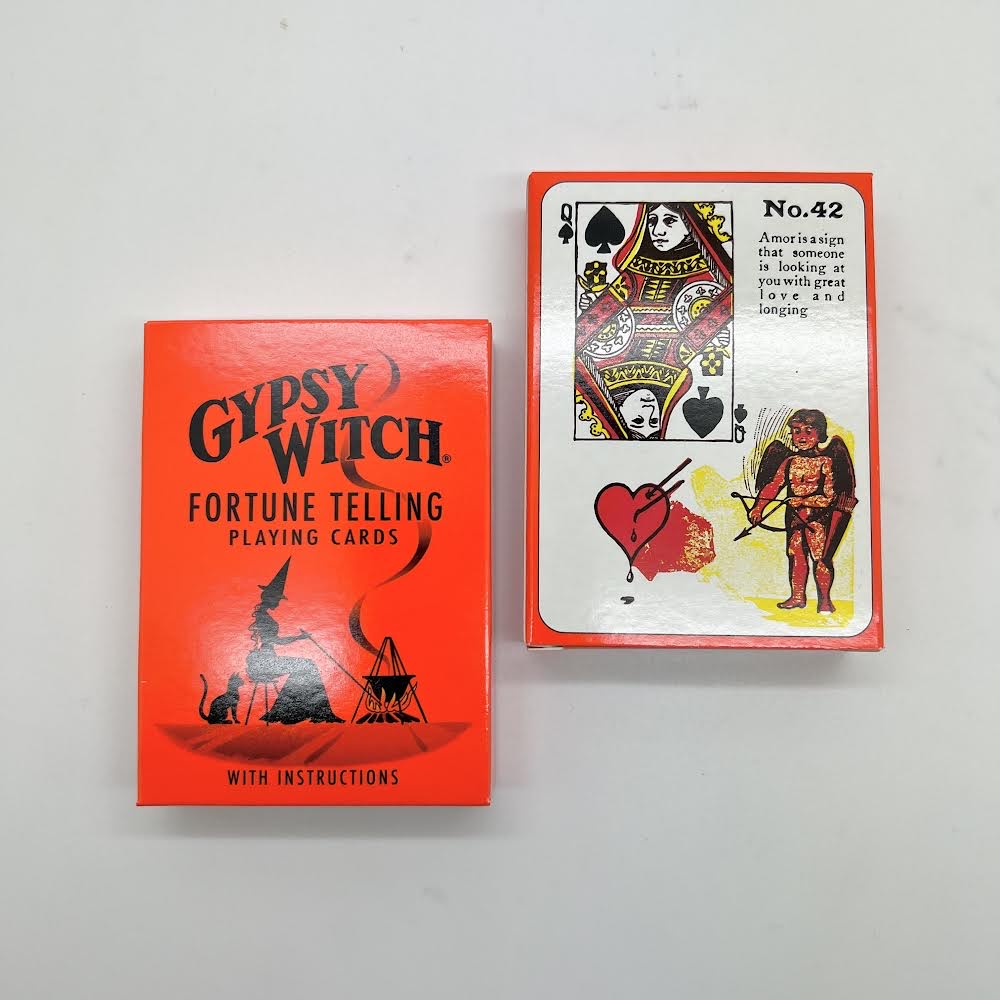 GYPSY
WITCH®
FORTUNE TELLING
PLAYING CARDS
WITH INSTRUCTIONS
Q
No.42
Amor is a sign
that someone
is looking at
you with great
love and
longing
Q